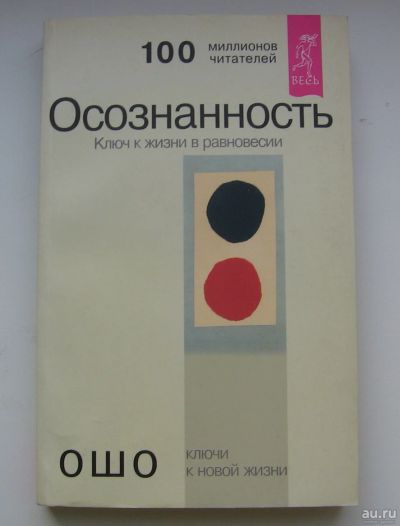 100 миллионов
читателей
ВЕСЬ
Осознанность
Ключ к жизни в равновесии
ОШО
ключи
к новой жизни
au.ru